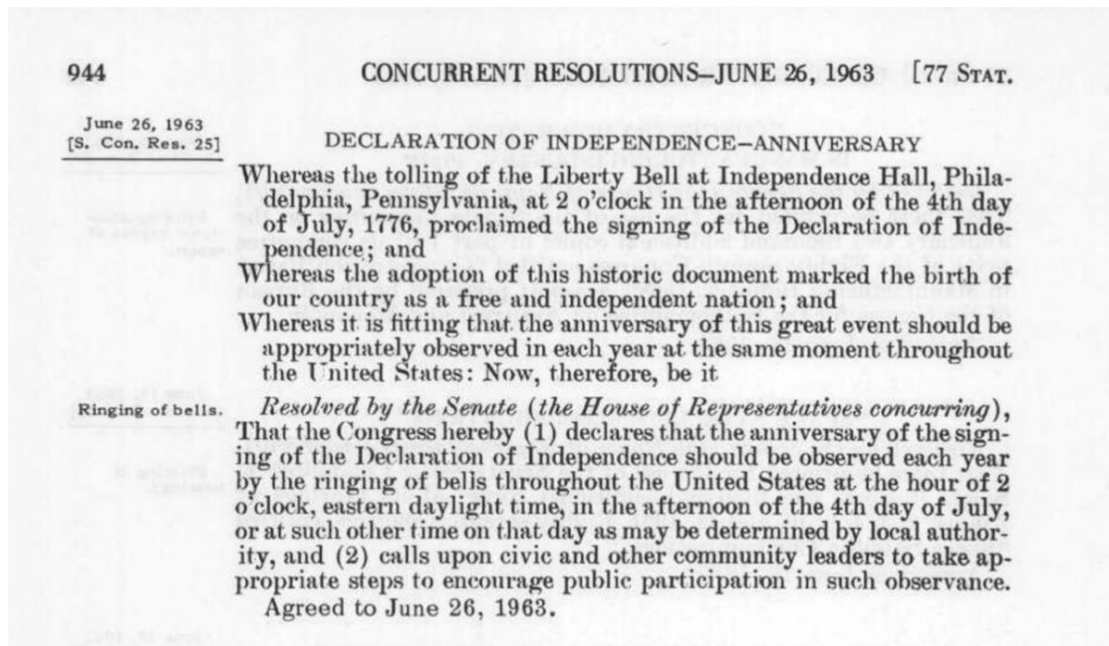 944 CONCURRENT RESOLUTIONS–JUNE 26, 1963 [77 STAT.
June 26, 1963
[S. Con. Res. 25]
DECLARATION OF INDEPENDENCE–ANNIVERSARY
Whereas the tolling of the Liberty Bell at Independence Hall, Phila-
delphia, Pennsylvania, at 2 o'clock in the afternoon of the 4th day
of July, 1776, proclaimed the signing of the Declaration of Inde-
pendence; and
Whereas the adoption of this historic document marked the birth of
our country as a free and independent nation; and
Whereas it is fitting that the anniversary of this great event should be
appropriately observed in each year at the same moment throughout
the United States: Now, therefore, be it
Ringing of bells.
Resolved by the Senate (the House of Representatives concurring),
That the Congress hereby (1) declares that the anniversary of the sign-
ing of the Declaration of Independence should be observed each year
by the ringing of bells throughout the United States at the hour of 2
o'clock, eastern daylight time, in the afternoon of the 4th day of July,
or at such other time on that day as may be determined by local author-
ity, and (2) calls upon civic and other community leaders to take ap-
propriate steps to encourage public participation in such observance.
Agreed to June 26, 1963.